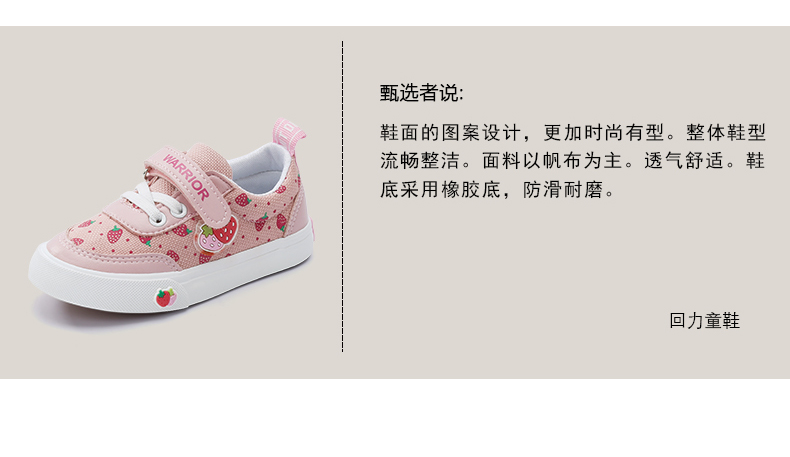 WARRIOR
甄选者说:
鞋面的图案设计，更加时尚有型。整体鞋型
流畅整洁。面料以帆布为主。透气舒适。鞋
底采用橡胶底，防滑耐磨。
回力童鞋